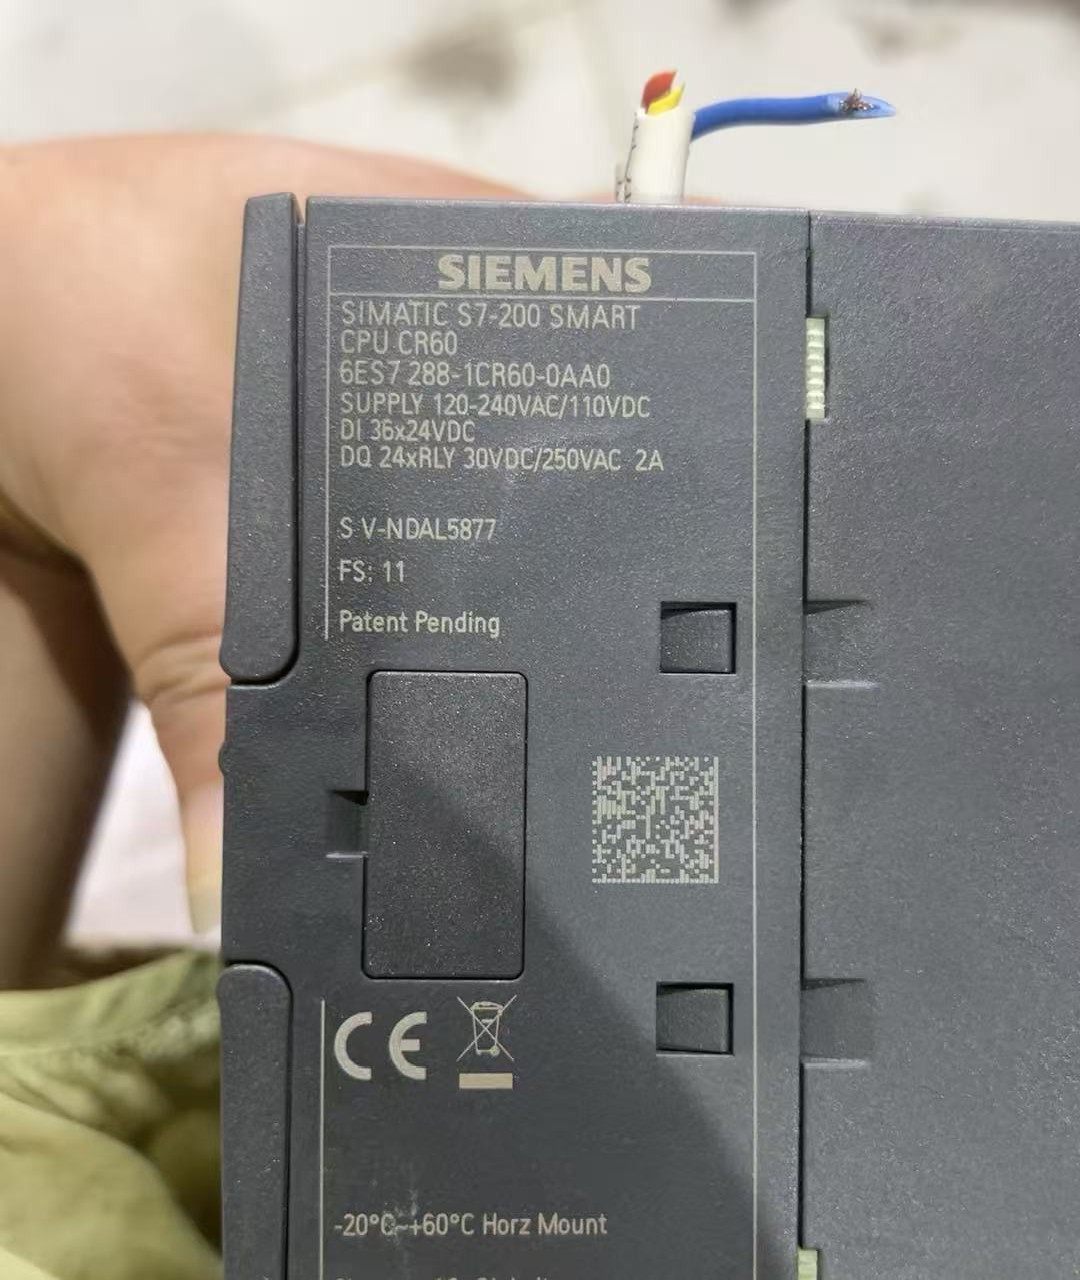 SIEMENS
SIMATIC S7-200 SMART
CPU CR60
6ES7 288-1CR60-0AA0
SUPPLY 120-240VAC/110VDC
DI 36x24VDC
DQ 24xRLY 30VDC/250VAC 2A
S V-NDAL5877
FS: 11
Patent Pending
CE
-20°C~+60°C Horz Mount